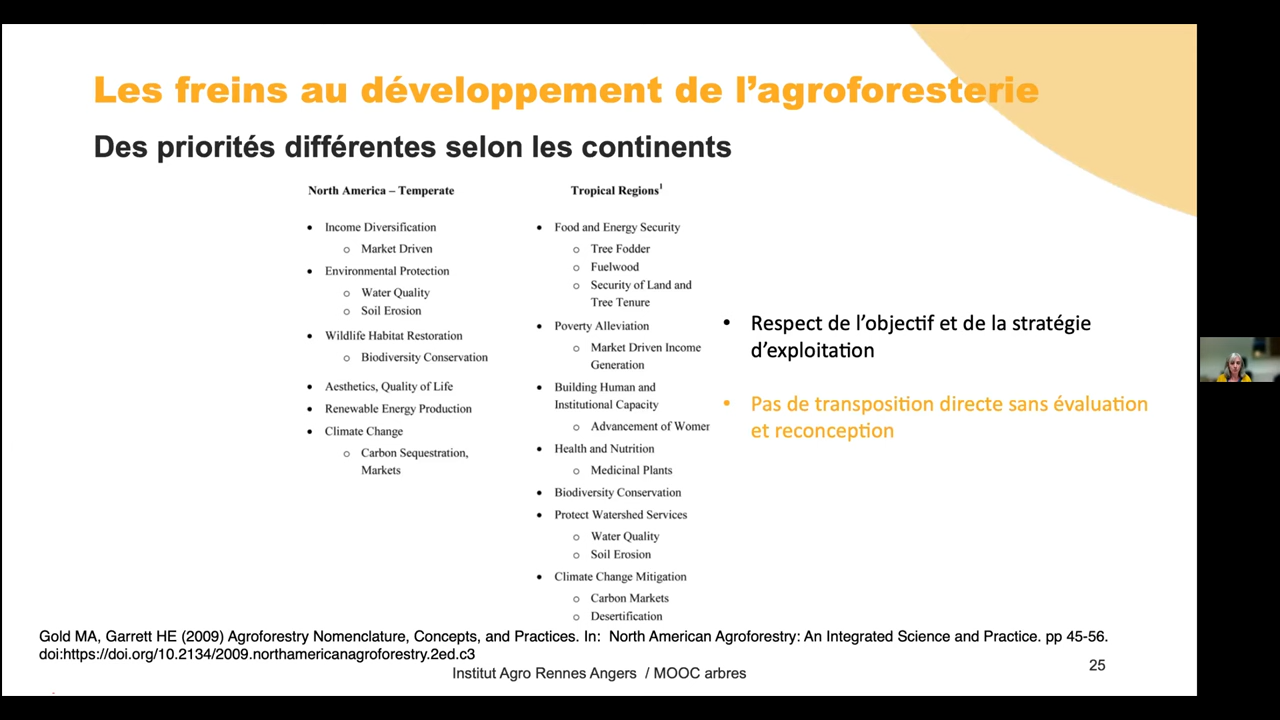 Les freins au développement de l'agroforesterie
Des priorités différentes selon les continents
North America – Temperate
• Income Diversification
o Market Driven
• Environmental Protection
o Water Quality
o Soil Erosion
• Wildlife Habitat Restoration
o Biodiversity Conservation
• Aesthetics, Quality of Life
• Renewable Energy Production
• Climate Change
o Carbon Sequestration,
Markets
Tropical Regions¹
• Food and Energy Security
o Tree Fodder
o Fuelwood
o Security of Land and
Tree Tenure
• Poverty Alleviation
o Market Driven Income
Generation
• Building Human and
Institutional Capacity
o Advancement of Women
• Health and Nutrition
o Medicinal Plants
• Biodiversity Conservation
• Protect Watershed Services
o Water Quality
o Soil Erosion
• Climate Change Mitigation
o Carbon Markets
o Desertification
• Respect de l'objectif et de la stratégie
d'exploitation
• Pas de transposition directe sans évaluation
et reconception
Gold MA, Garrett HE (2009) Agroforestry Nomenclature, Concepts, and Practices. In: North American Agroforestry: An Integrated Science and Practice. pp 45-56.
doi:https://doi.org/10.2134/2009.northamericanagroforestry.2ed.c3
Institut Agro Rennes Angers / MOOC arbres
25